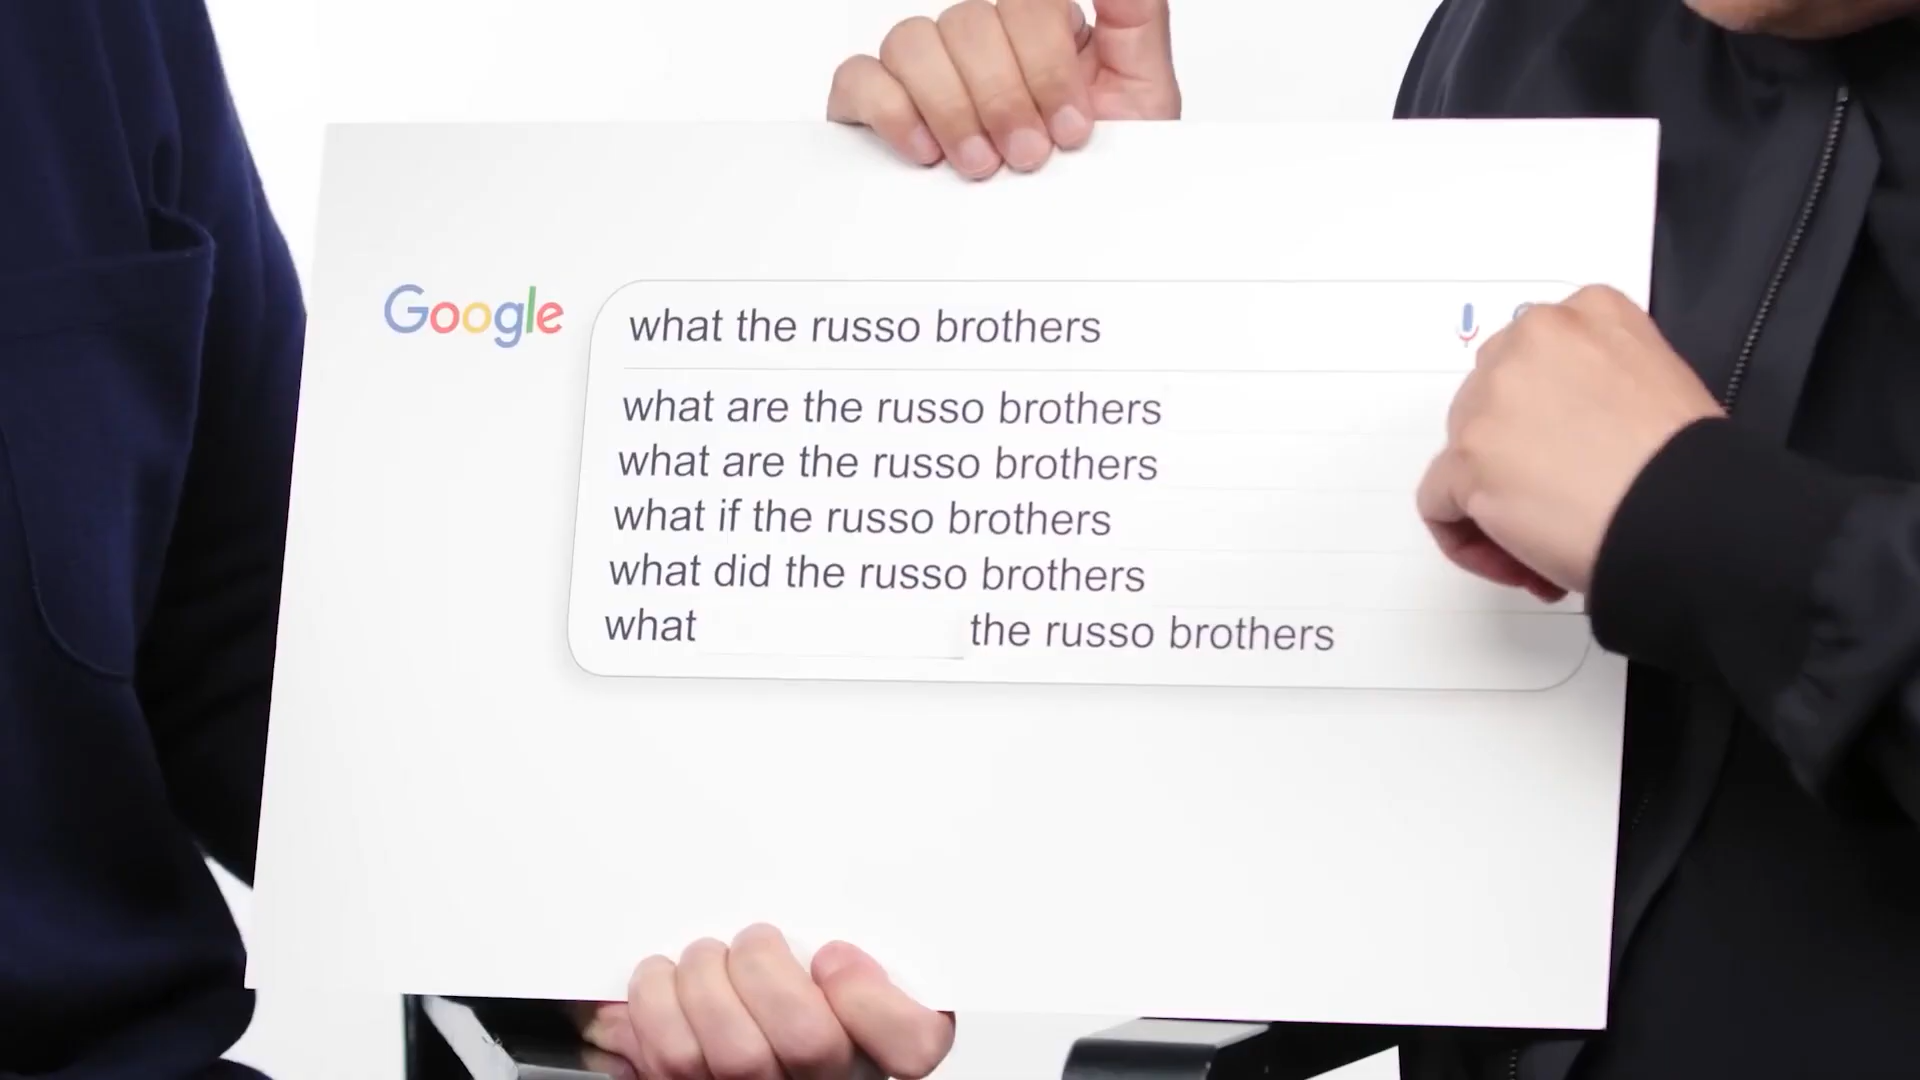 Google
what the russo brothers
what are the russo brothers
what are the russo brothers
what if the russo brothers
what did the russo brothers
what the russo brothers